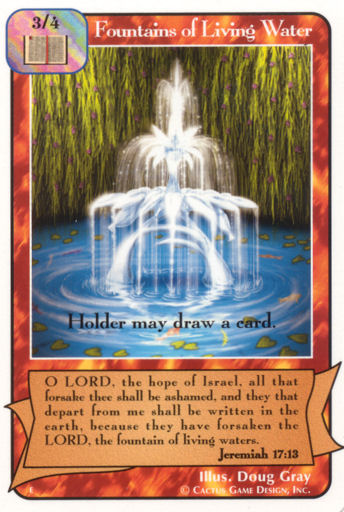 3/4
Fountains of Living Water
Holder may draw a card.
O LORD, the hope of Israel, all that
forsake thee shall be ashamed, and they that
depart from me shall be written in the
earth, because they have forsaken the
LORD, the fountain of living waters.
Jeremiah 17:13
Illus. Doug Gray
E
© CACTUS GAME DESIGN, INC.